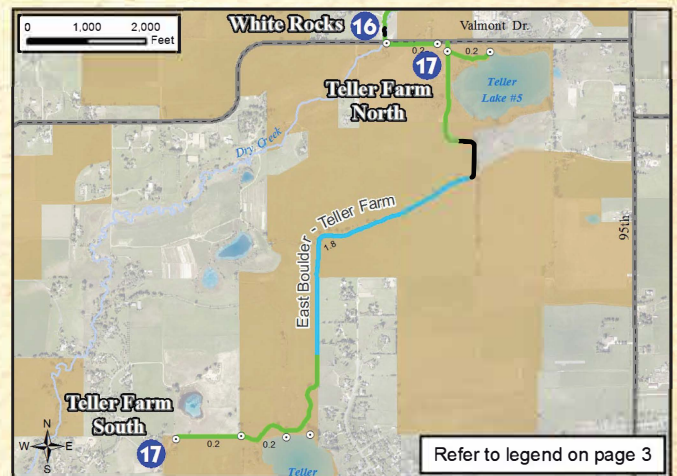 0 1,000 2,000
Feet
White Rocks 16
Valmont Dr.
0.2
0.2
17
Teller Farm
North
Teller
Lake #5
Dry Creek
95th
East Boulder - Teller Farm
1.8
Teller Farm
South
17
0.2
0.2
N
W E
S
Teller
Refer to legend on page 3